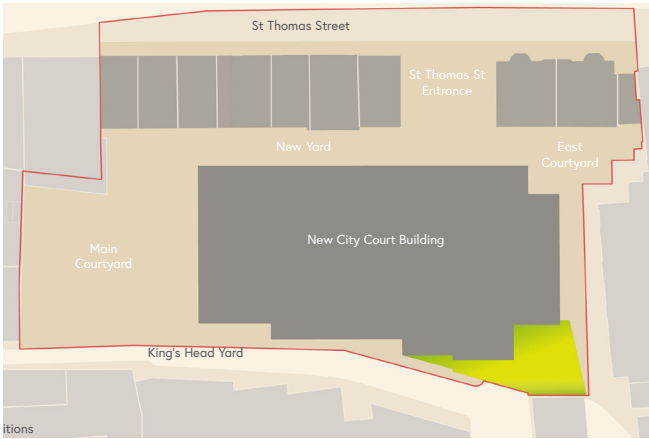 St Thomas Street
St Thomas St
Entrance
New Yard
East
Courtyard
New City Court Building
Main
Courtyard
King's Head Yard
itions